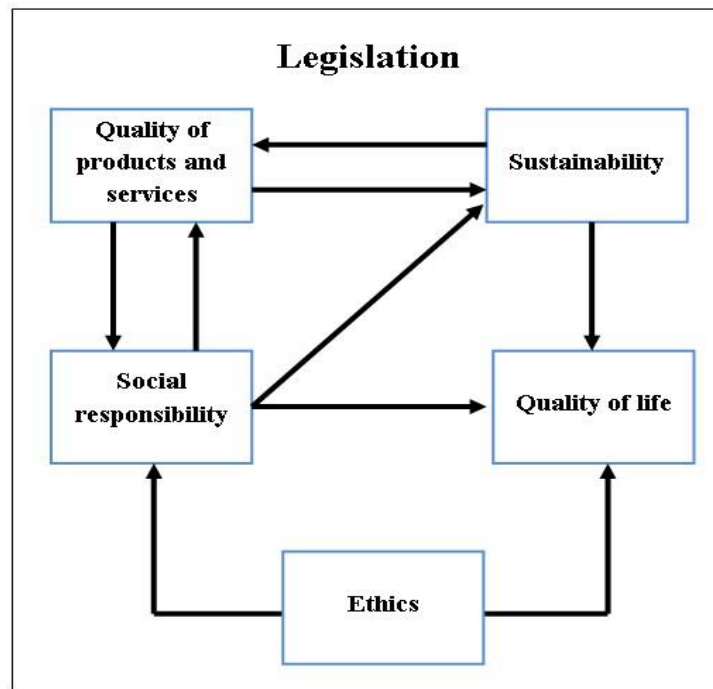 Legislation
Quality of
products and
services
Sustainability
Social
responsibility
Quality of life
Ethics